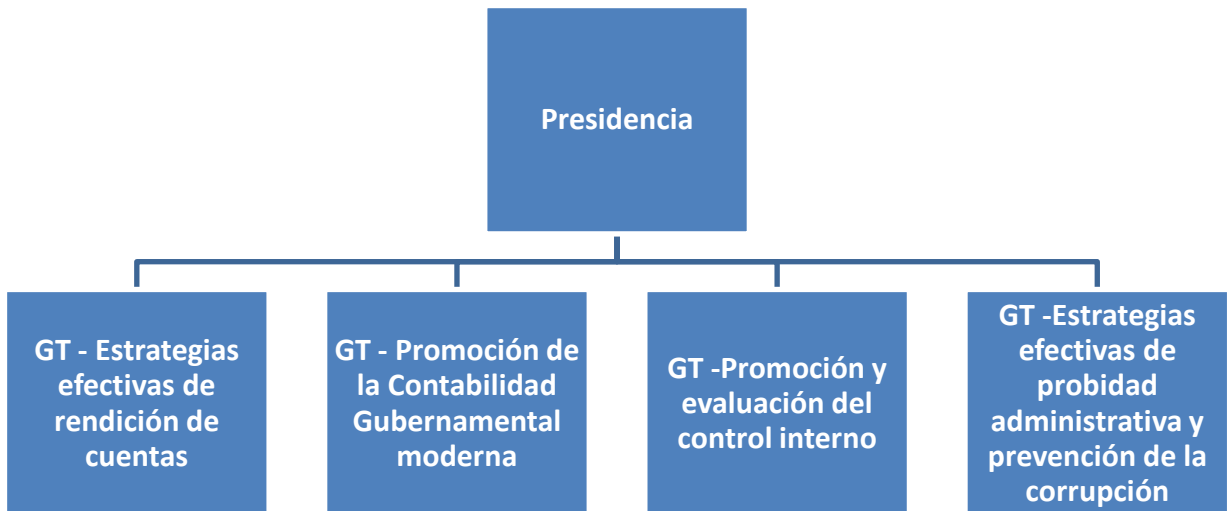 Presidencia
GT - Estrategias
efectivas de
rendición de
cuentas
GT - Promoción de
la Contabilidad
Gubernamental
moderna
GT -Promoción y
evaluación del
control interno
GT -Estrategias
efectivas de
probidad
administrativa y
prevención de la
corrupción